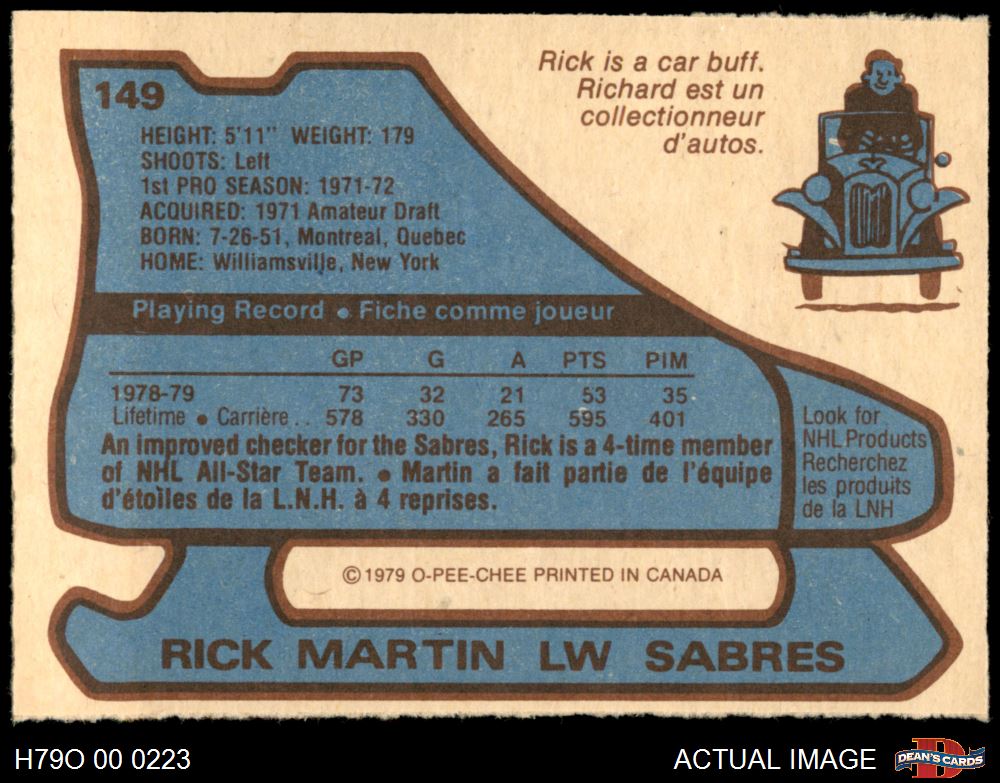 Rick is a car buff.
Richard est un
collectionneur
d'autos.
149
HEIGHT: 5'11" WEIGHT: 179
SHOOTS: Left
1st PRO SEASON: 1971-72
ACQUIRED: 1971 Amateur Draft
BORN: 7-26-51, Montreal, Quebec
HOME: Williamsville, New York
Playing Record • Fiche comme joueur
GP G A PTS PIM
1978-79 73 32 21 53 35
Lifetime • Carrière .. 578 330 265 595 401
An improved checker for the Sabres, Rick is a 4-time member
of NHL All-Star Team. • Martin a fait partie de l'équipe
d'étoiles de la L.N.H. à 4 reprises.
Look for
NHL Products
Recherchez
les produits
de la LNH
© 1979 O-PEE-CHEE PRINTED IN CANADA
RICK MARTIN LW SABRES
H79O 00 0223
ACTUAL IMAGE
DEAN'S CARDS